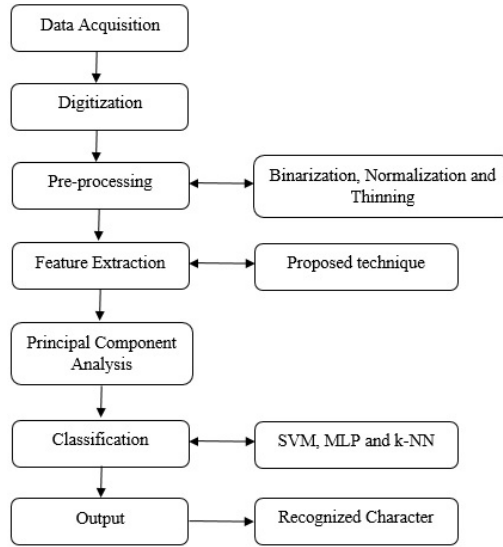 Data Acquisition
Digitization
Pre-processing
Binarization, Normalization and
Thinning
Feature Extraction
Proposed technique
Principal Component
Analysis
Classification
SVM, MLP and k-NN
Output
Recognized Character